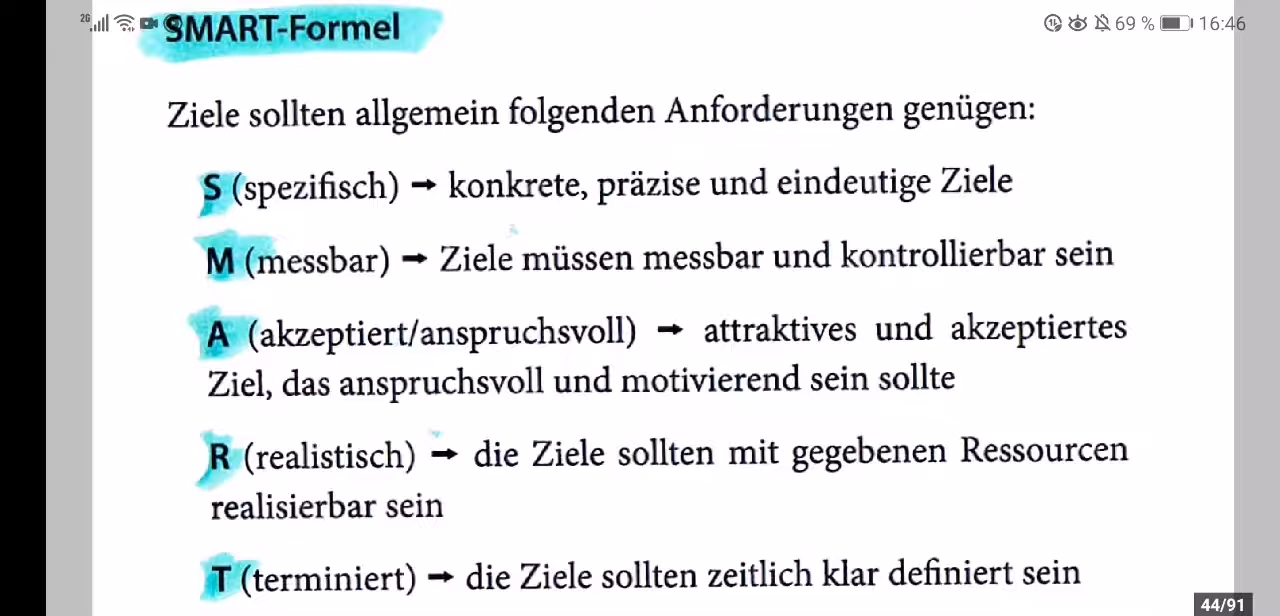 2G 69 % 16:46
SMART-Formel
Ziele sollten allgemein folgenden Anforderungen genügen:
S (spezifisch) → konkrete, präzise und eindeutige Ziele
M (messbar) → Ziele müssen messbar und kontrollierbar sein
A (akzeptiert/anspruchsvoll) → attraktives und akzeptiertes
Ziel, das anspruchsvoll und motivierend sein sollte
R (realistisch) → die Ziele sollten mit gegebenen Ressourcen
realisierbar sein
T (terminiert) → die Ziele sollten zeitlich klar definiert sein
44/91